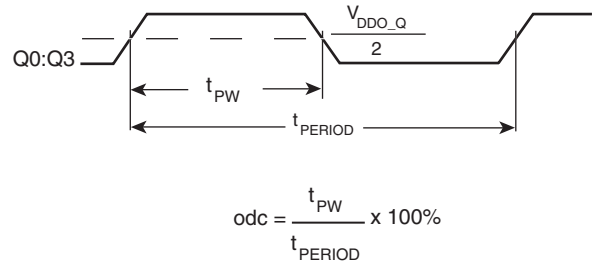 V_DDO_Q
2
Q0:Q3
t_PW
t_PERIOD
odc = t_PW / t_PERIOD x 100%